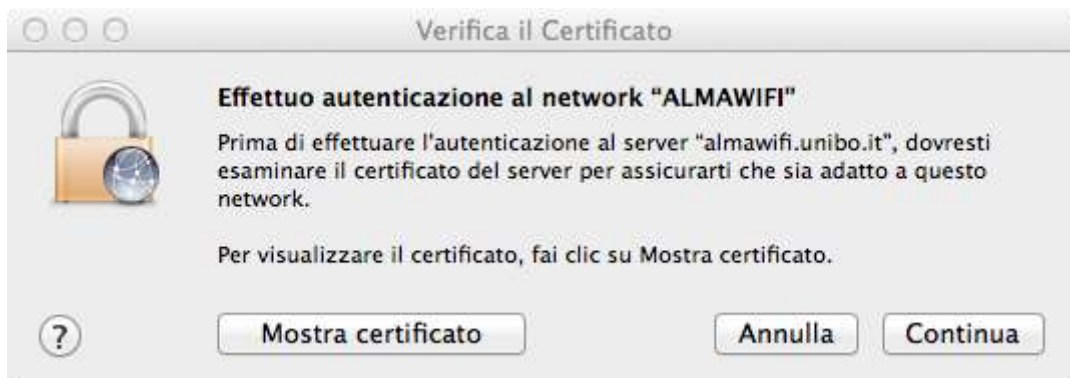 Verifica il Certificato
Effettuo autenticazione al network “ALMAWIFI”
Prima di effettuare l'autenticazione al server “almawifi.unibo.it”, dovresti
esaminare il certificato del server per assicurarti che sia adatto a questo
network.
Per visualizzare il certificato, fai clic su Mostra certificato.
?
Mostra certificato
Annulla
Continua